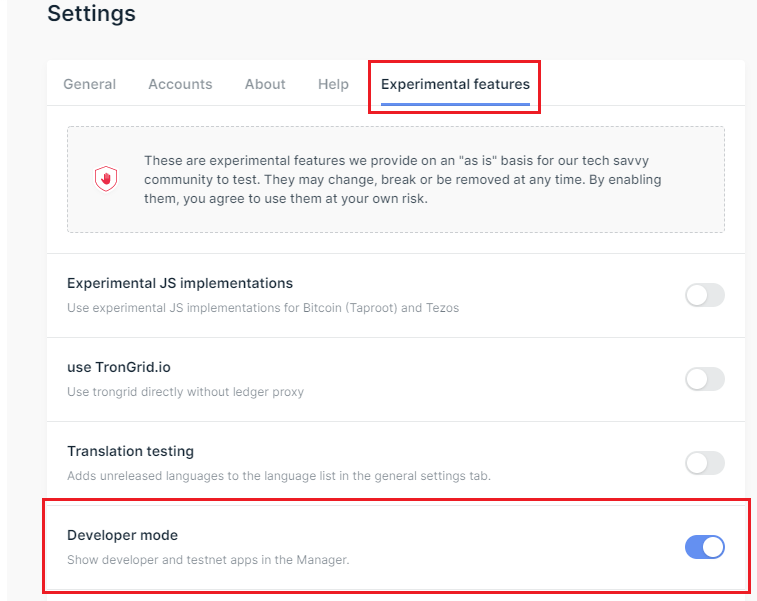 Settings
General Accounts About Help Experimental features
These are experimental features we provide on an "as is" basis for our tech savvy
community to test. They may change, break or be removed at any time. By enabling
them, you agree to use them at your own risk.
Experimental JS implementations
Use experimental JS implementations for Bitcoin (Taproot) and Tezos
use TronGrid.io
Use trongrid directly without ledger proxy
Translation testing
Adds unreleased languages to the language list in the general settings tab.
Developer mode
Show developer and testnet apps in the Manager.